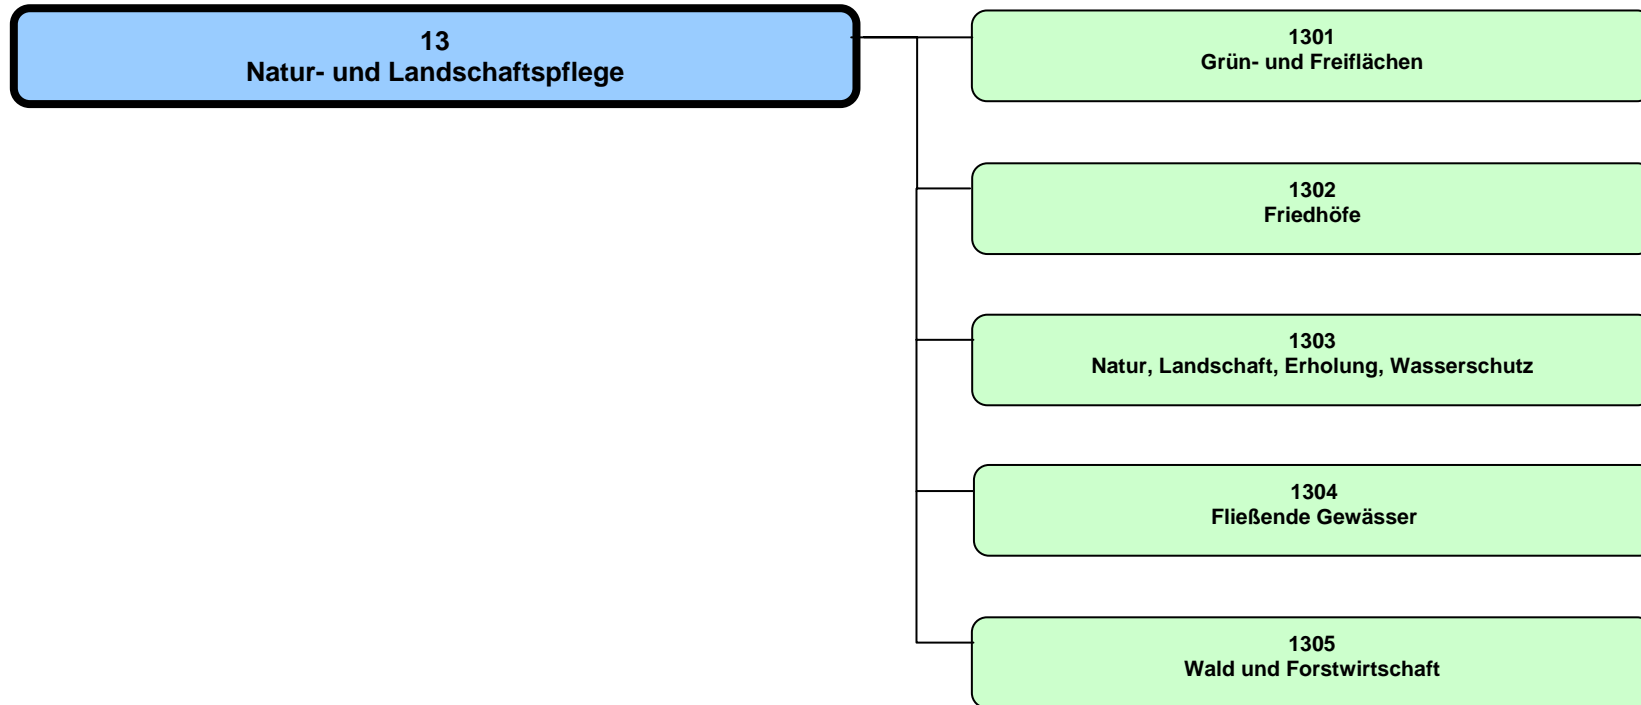 13
Natur- und Landschaftspflege
1301
Grün- und Freiflächen
1302
Friedhöfe
1303
Natur, Landschaft, Erholung, Wasserschutz
1304
Fließende Gewässer
1305
Wald und Forstwirtschaft